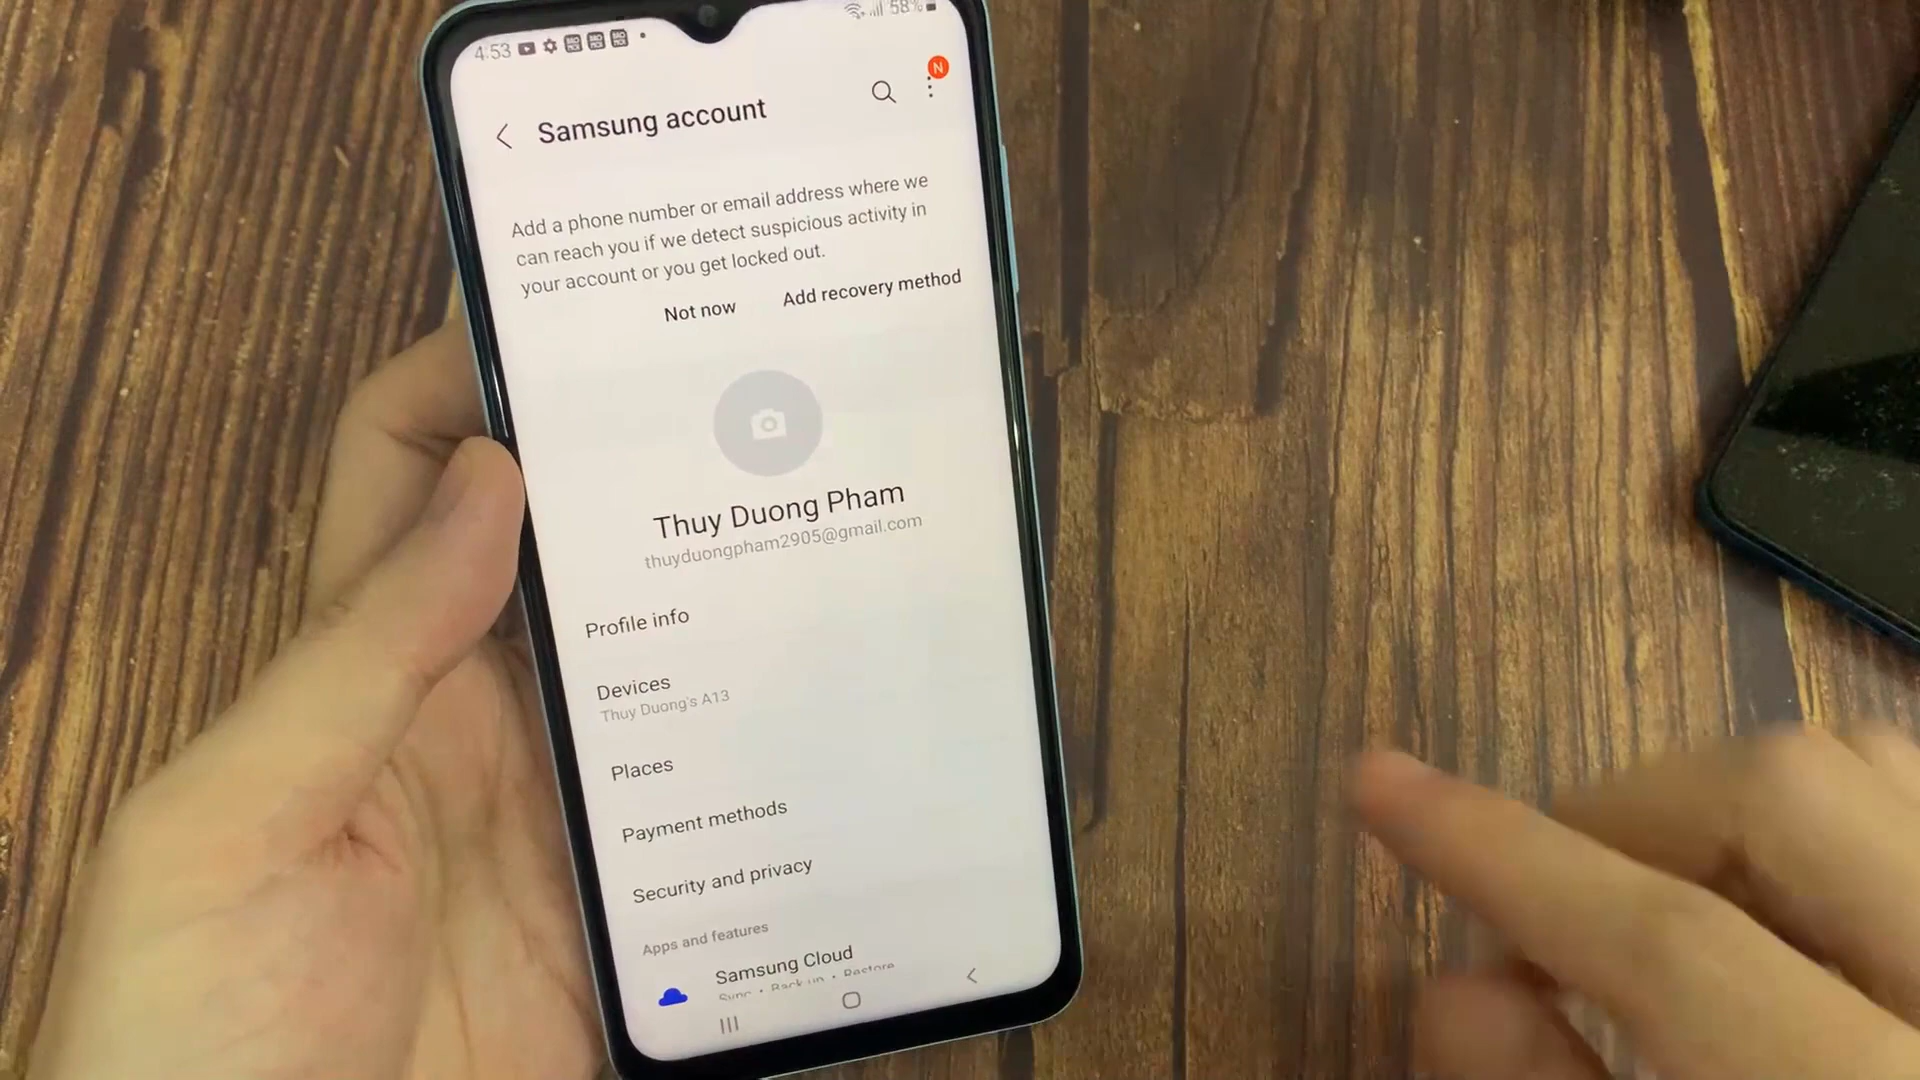 4:53
58%
N
Samsung account
Add a phone number or email address where we
can reach you if we detect suspicious activity in
your account or you get locked out.
Not now Add recovery method
Thuy Duong Pham
thuyduongpham2905@gmail.com
Profile info
Devices
Thuy Duong's A13
Places
Payment methods
Security and privacy
Apps and features
Samsung Cloud
Sync • Back up • Restore